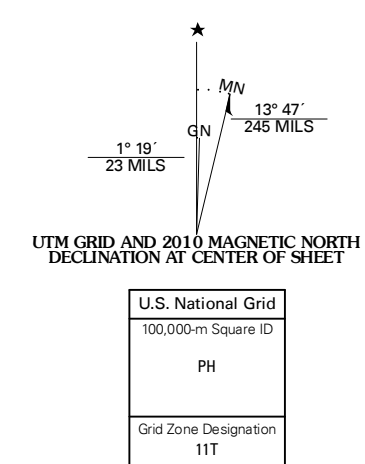 ★
MN
13° 47´
245 MILS
GN
1° 19´
23 MILS
UTM GRID AND 2010 MAGNETIC NORTH
DECLINATION AT CENTER OF SHEET
U.S. National Grid
100,000-m Square ID
PH
Grid Zone Designation
11T